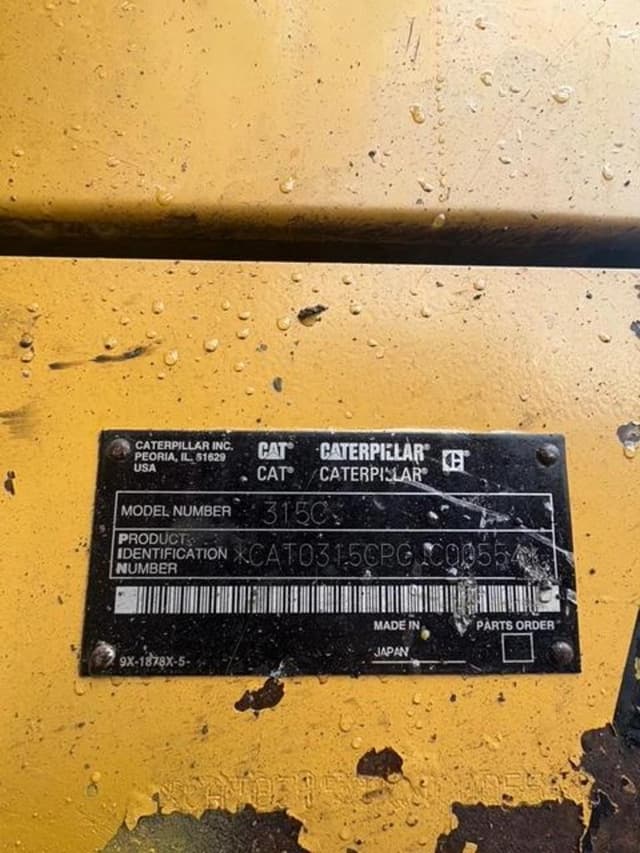 CATERPILLAR INC.
PEORIA, IL. 61629
USA
CAT® CATERPILLAR®
CAT® CATERPILLAR®
MODEL NUMBER 315C
PRODUCT
IDENTIFICATION *CAT0315CPGJC00554*
NUMBER
MADE IN PARTS ORDER
JAPAN
9X-1878X-5-